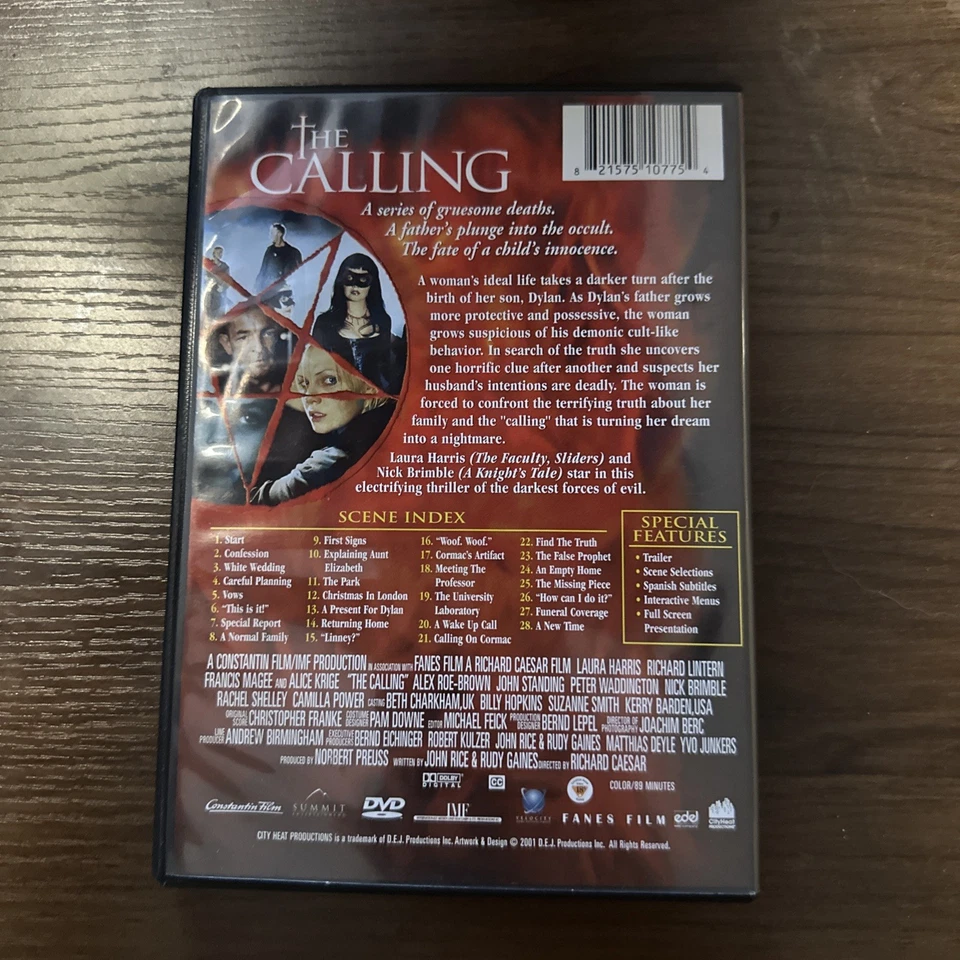 THE
CALLING
8 21575 10775 4
A series of gruesome deaths.
A father's plunge into the occult.
The fate of a child's innocence.
A woman's ideal life takes a darker turn after the
birth of her son, Dylan. As Dylan's father grows
more protective and possessive, the woman
grows suspicious of his demonic cult-like
behavior. In search of the truth she uncovers
one horrific clue after another and suspects her
husband's intentions are deadly. The woman is
forced to confront the terrifying truth about her
family and the "calling" that is turning her dream
into a nightmare.
Laura Harris (The Faculty, Sliders) and
Nick Brimble (A Knight's Tale) star in this
electrifying thriller of the darkest forces of evil.
SCENE INDEX
1. Start
2. Confession
3. White Wedding
4. Careful Planning
5. Vows
6. "This is it!"
7. Special Report
8. A Normal Family
9. First Signs
10. Explaining Aunt
Elizabeth
11. The Park
12. Christmas In London
13. A Present For Dylan
14. Returning Home
15. "Linney?"
16. "Woof. Woof."
17. Cormac's Artifact
18. Meeting The
Professor
19. The University
Laboratory
20. A Wake Up Call
21. Calling On Cormac
22. Find The Truth
23. The False Prophet
24. An Empty Home
25. The Missing Piece
26. "How can I do it?"
27. Funeral Coverage
28. A New Time
SPECIAL
FEATURES
• Trailer
• Scene Selections
• Spanish Subtitles
• Interactive Menus
• Full Screen
Presentation
A CONSTANTIN FILM/IMF PRODUCTION IN ASSOCIATION WITH FANES FILM A RICHARD CAESAR FILM LAURA HARRIS RICHARD LINTERN
FRANCIS MAGEE AND ALICE KRIGE "THE CALLING" ALEX ROE-BROWN JOHN STANDING PETER WADDINGTON NICK BRIMBLE
RACHEL SHELLEY CAMILLA POWER CASTING BETH CHARKHAM,UK BILLY HOPKINS SUZANNE SMITH KERRY BARDEN,USA
ORIGINAL SCORE CHRISTOPHER FRANKE COSTUME DESIGNER PAM DOWNE EDITOR MICHAEL FEICK PRODUCTION DESIGNER BERND LEPEL DIRECTOR OF PHOTOGRAPHY JOACHIM BERC
LINE PRODUCER ANDREW BIRMINGHAM EXECUTIVE PRODUCERS BERND EICHINGER ROBERT KULZER JOHN RICE & RUDY GAINES MATTHIAS DEYLE YVO JUNKERS
PRODUCED BY NORBERT PREUSS WRITTEN BY JOHN RICE & RUDY GAINES DIRECTED BY RICHARD CAESAR
DOLBY DIGITAL
CC
COLOR/89 MINUTES
Constantin Film
SUMMIT
DVD
IMF
VELOCITY
FANES FILM
edel
CityHeat
CITY HEAT PRODUCTIONS is a trademark of D.E.J. Productions Inc. Artwork & Design © 2001 D.E.J. Productions Inc. All Rights Reserved.